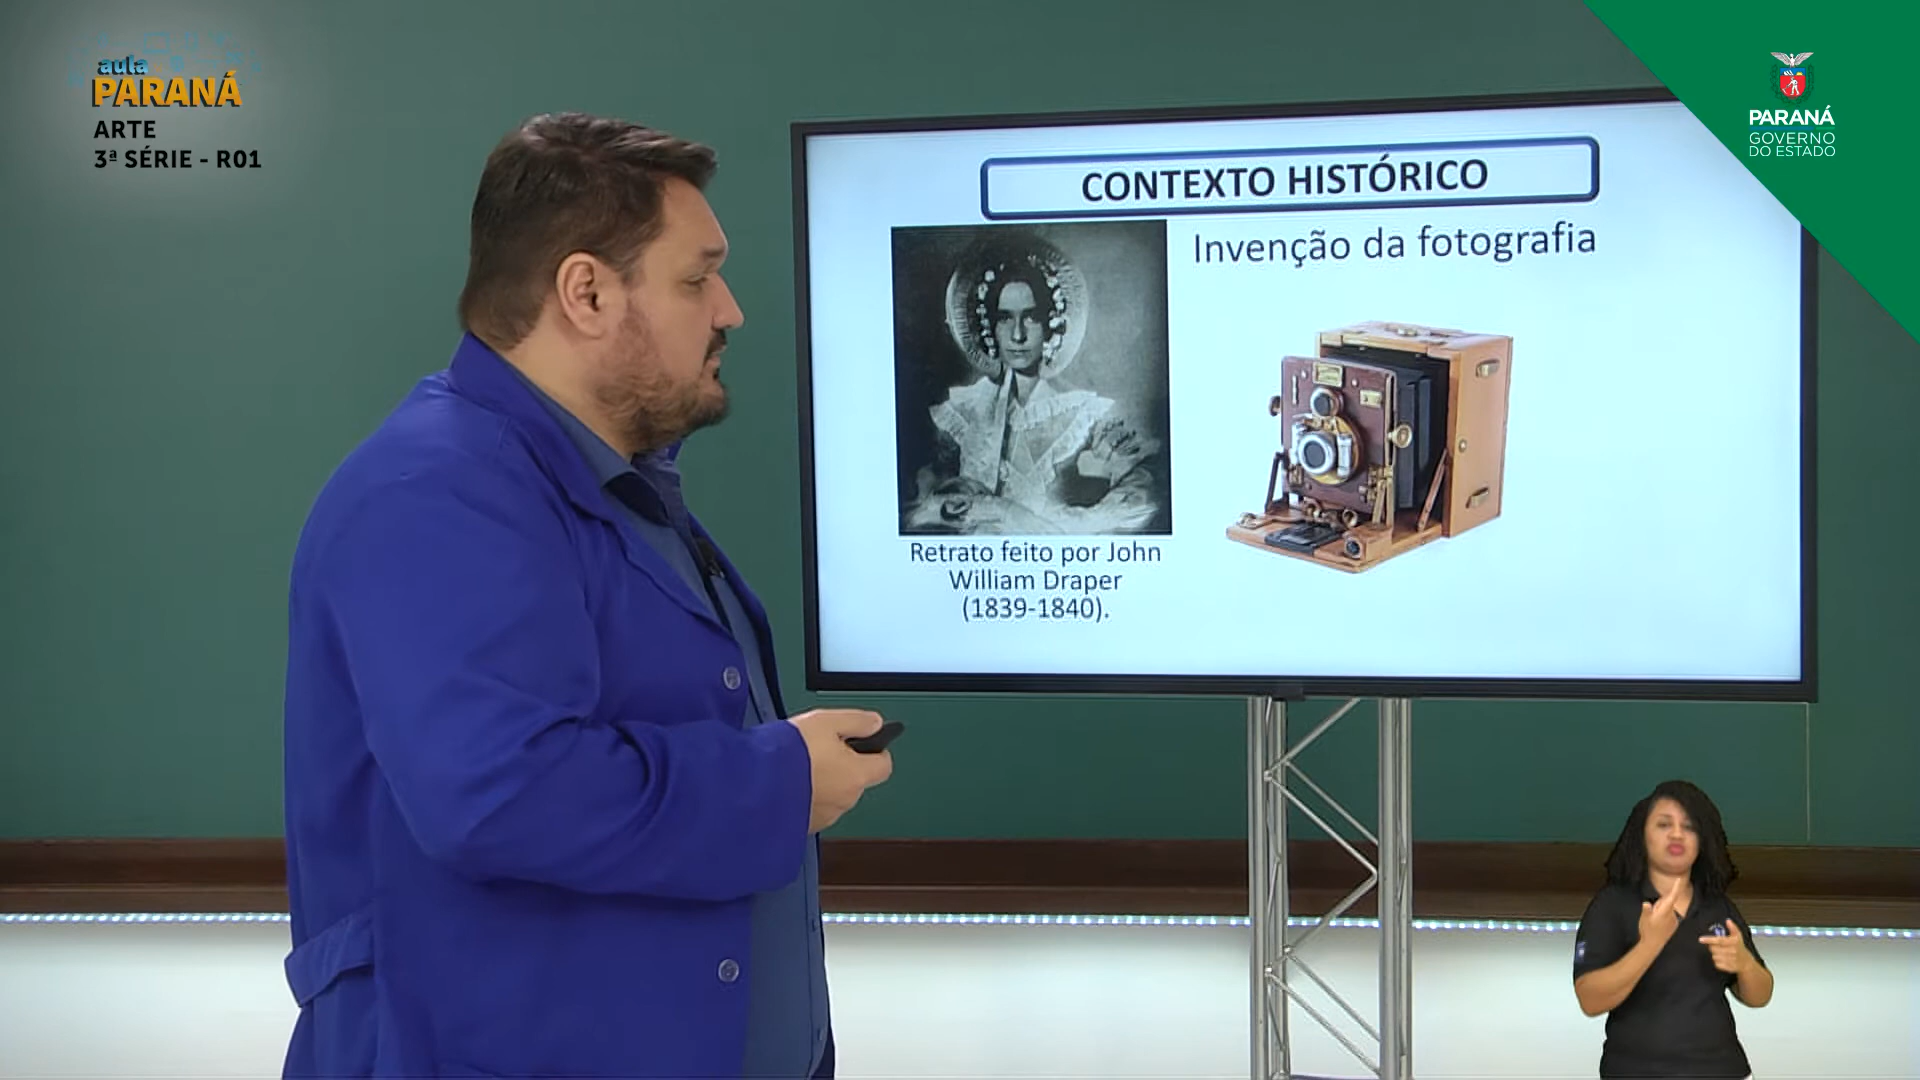 aula
PARANÁ
ARTE
3ª SÉRIE - R01
CONTEXTO HISTÓRICO
Invenção da fotografia
Retrato feito por John
William Draper
(1839-1840).
PARANÁ
GOVERNO
DO ESTADO